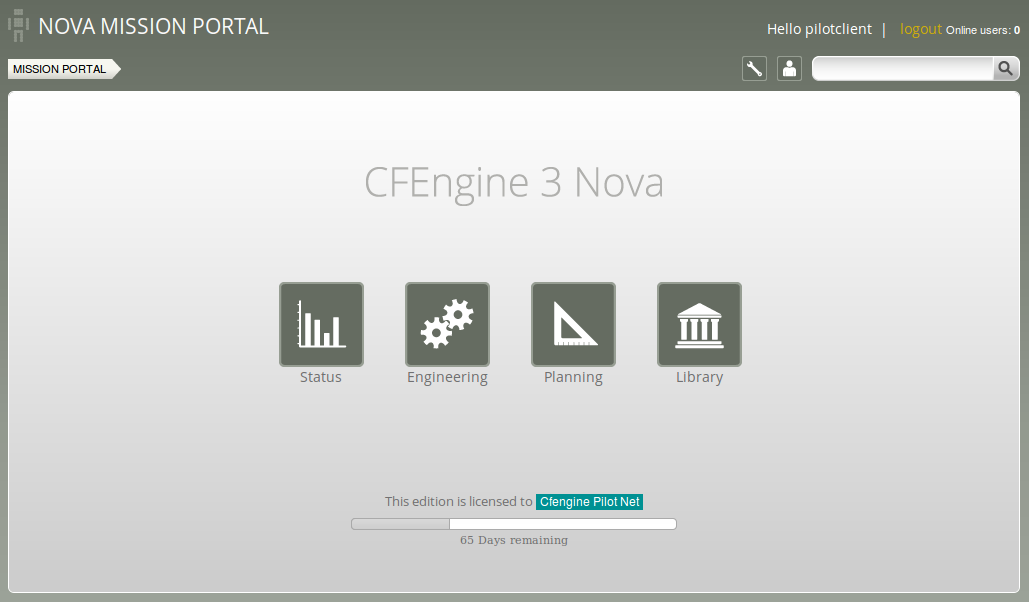 NOVA MISSION PORTAL
Hello pilotclient | logout Online users: 0
MISSION PORTAL
CFEngine 3 Nova
Status
Engineering
Planning
Library
This edition is licensed to Cfengine Pilot Net
65 Days remaining